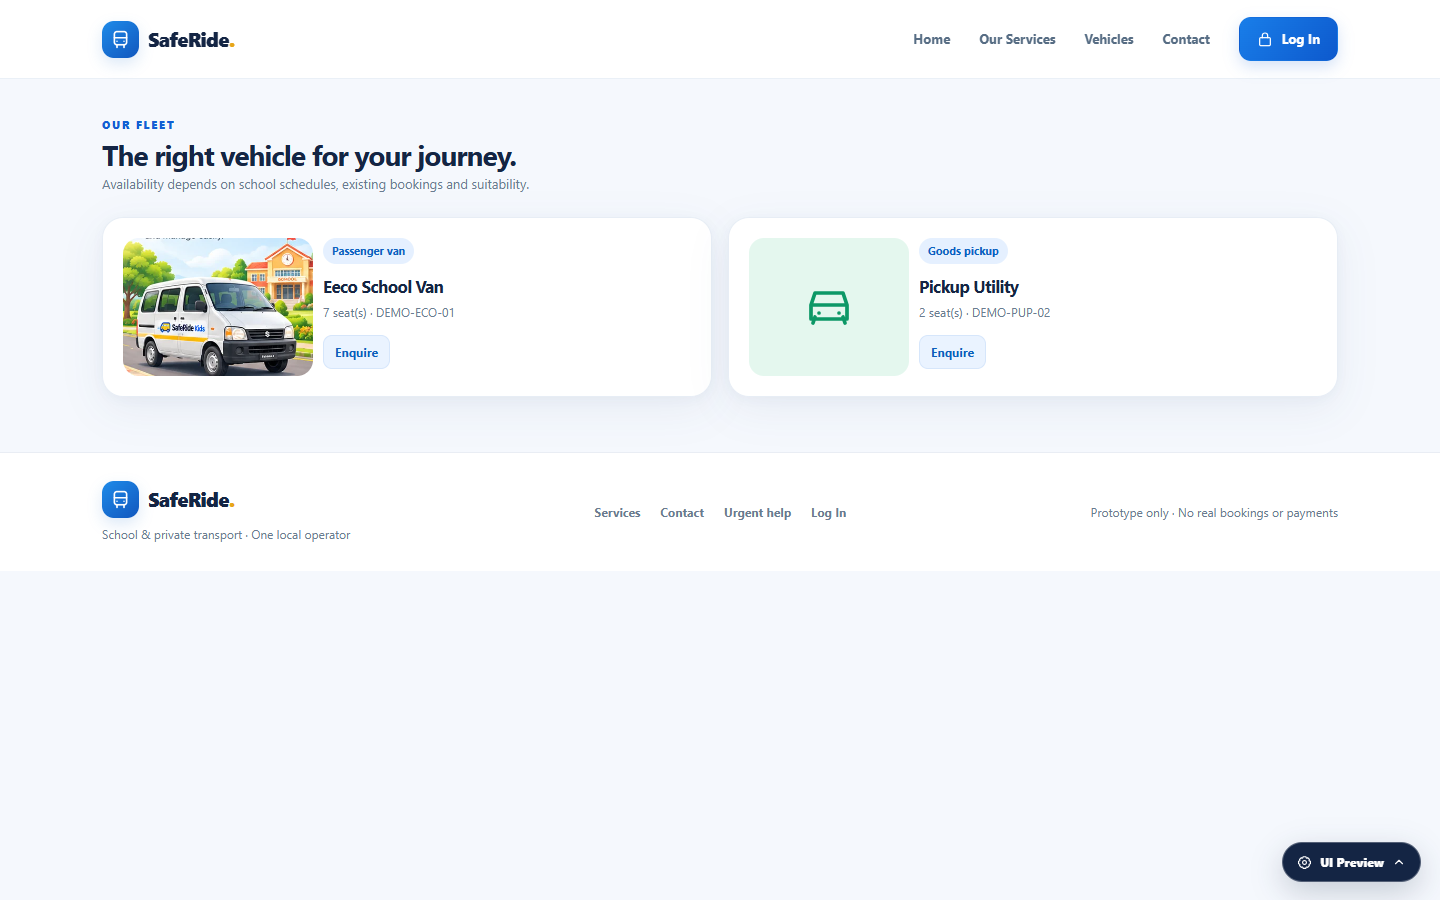 SafeRide.
Home
Our Services
Vehicles
Contact
Log In
OUR FLEET
The right vehicle for your journey.
Availability depends on school schedules, existing bookings and suitability.
SafeRide Kids
Passenger van
Eeco School Van
7 seat(s) · DEMO-ECO-01
Enquire
Goods pickup
Pickup Utility
2 seat(s) · DEMO-PUP-02
Enquire
SafeRide.
School & private transport · One local operator
Services
Contact
Urgent help
Log In
Prototype only · No real bookings or payments
UI Preview